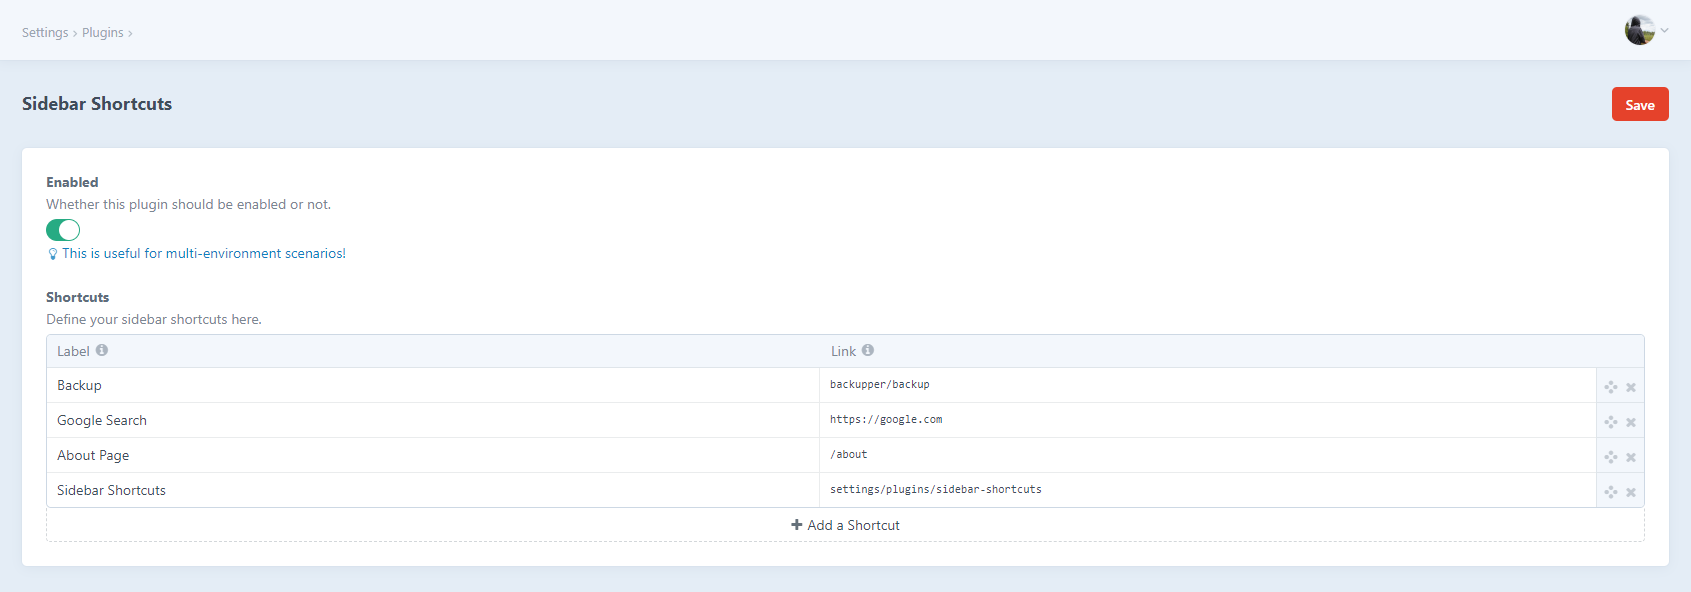 Settings › Plugins ›
Sidebar Shortcuts
Save
Enabled
Whether this plugin should be enabled or not.
This is useful for multi-environment scenarios!
Shortcuts
Define your sidebar shortcuts here.
Label Link
Backup backupper/backup
Google Search https://google.com
About Page /about
Sidebar Shortcuts settings/plugins/sidebar-shortcuts
Add a Shortcut